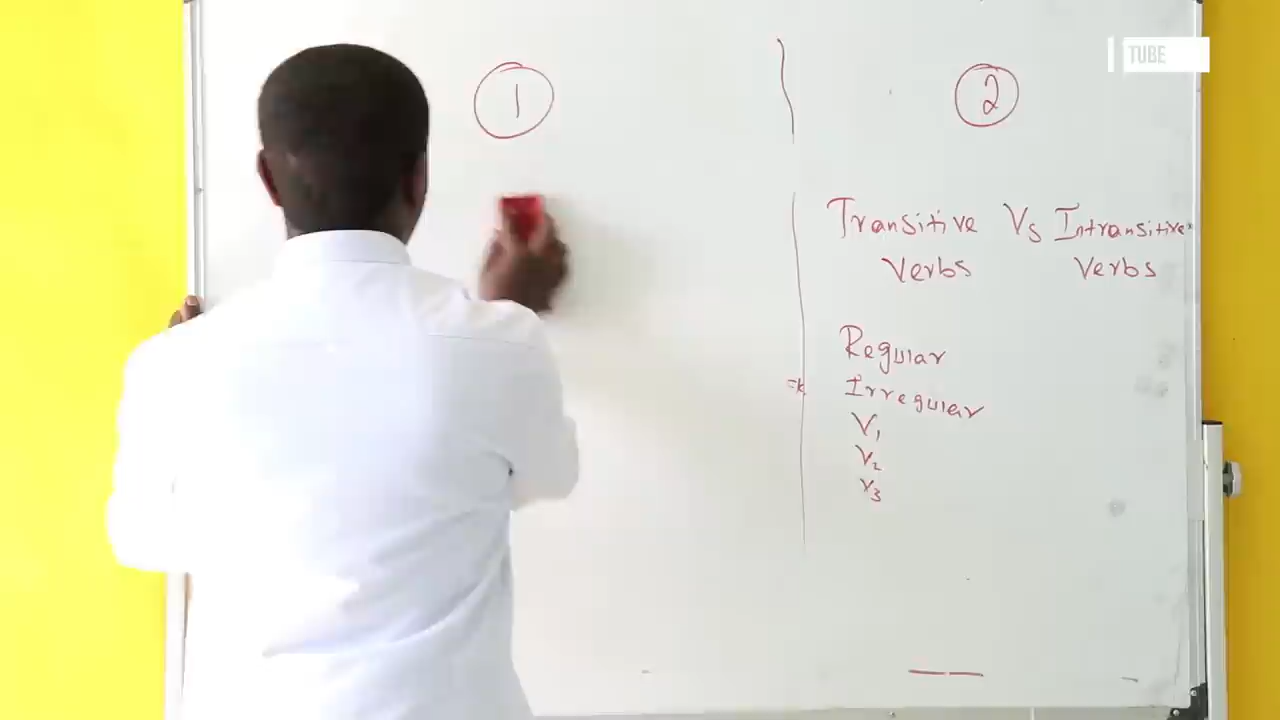 1
2
Transitive Vs Intransitive
Verbs Verbs
Regular
Irregular
V1
V2
V3
TUBE